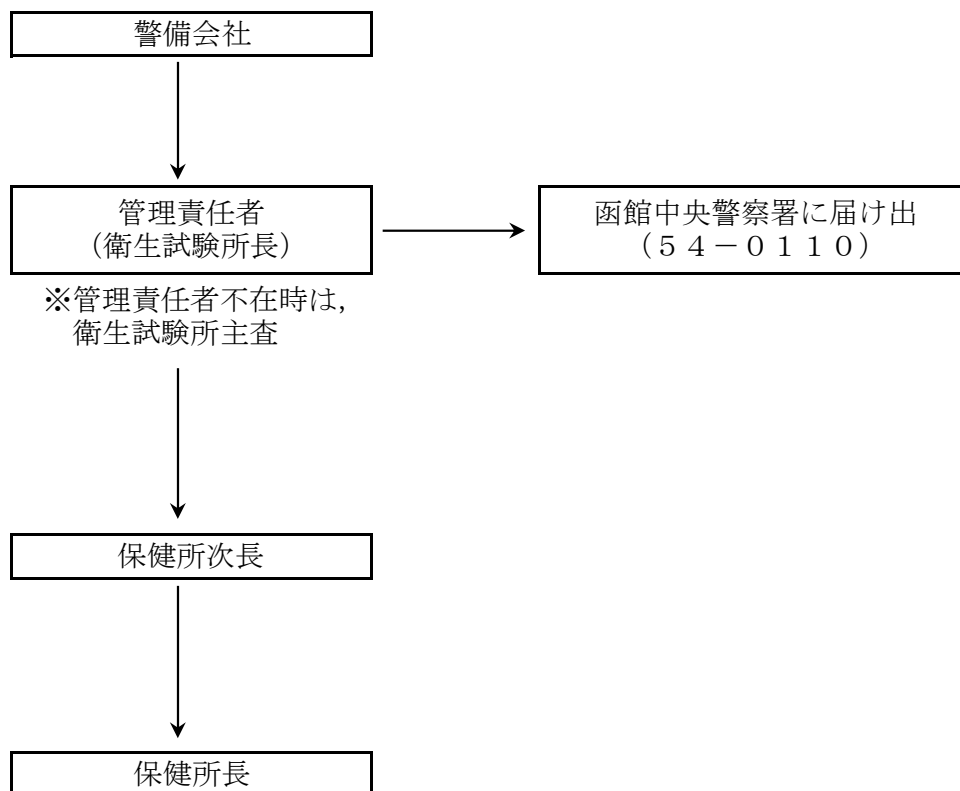 警備会社
管理責任者
（衛生試験所長）
函館中央警察署に届け出
（５４－０１１０）
※管理責任者不在時は，
衛生試験所主査
保健所次長
保健所長